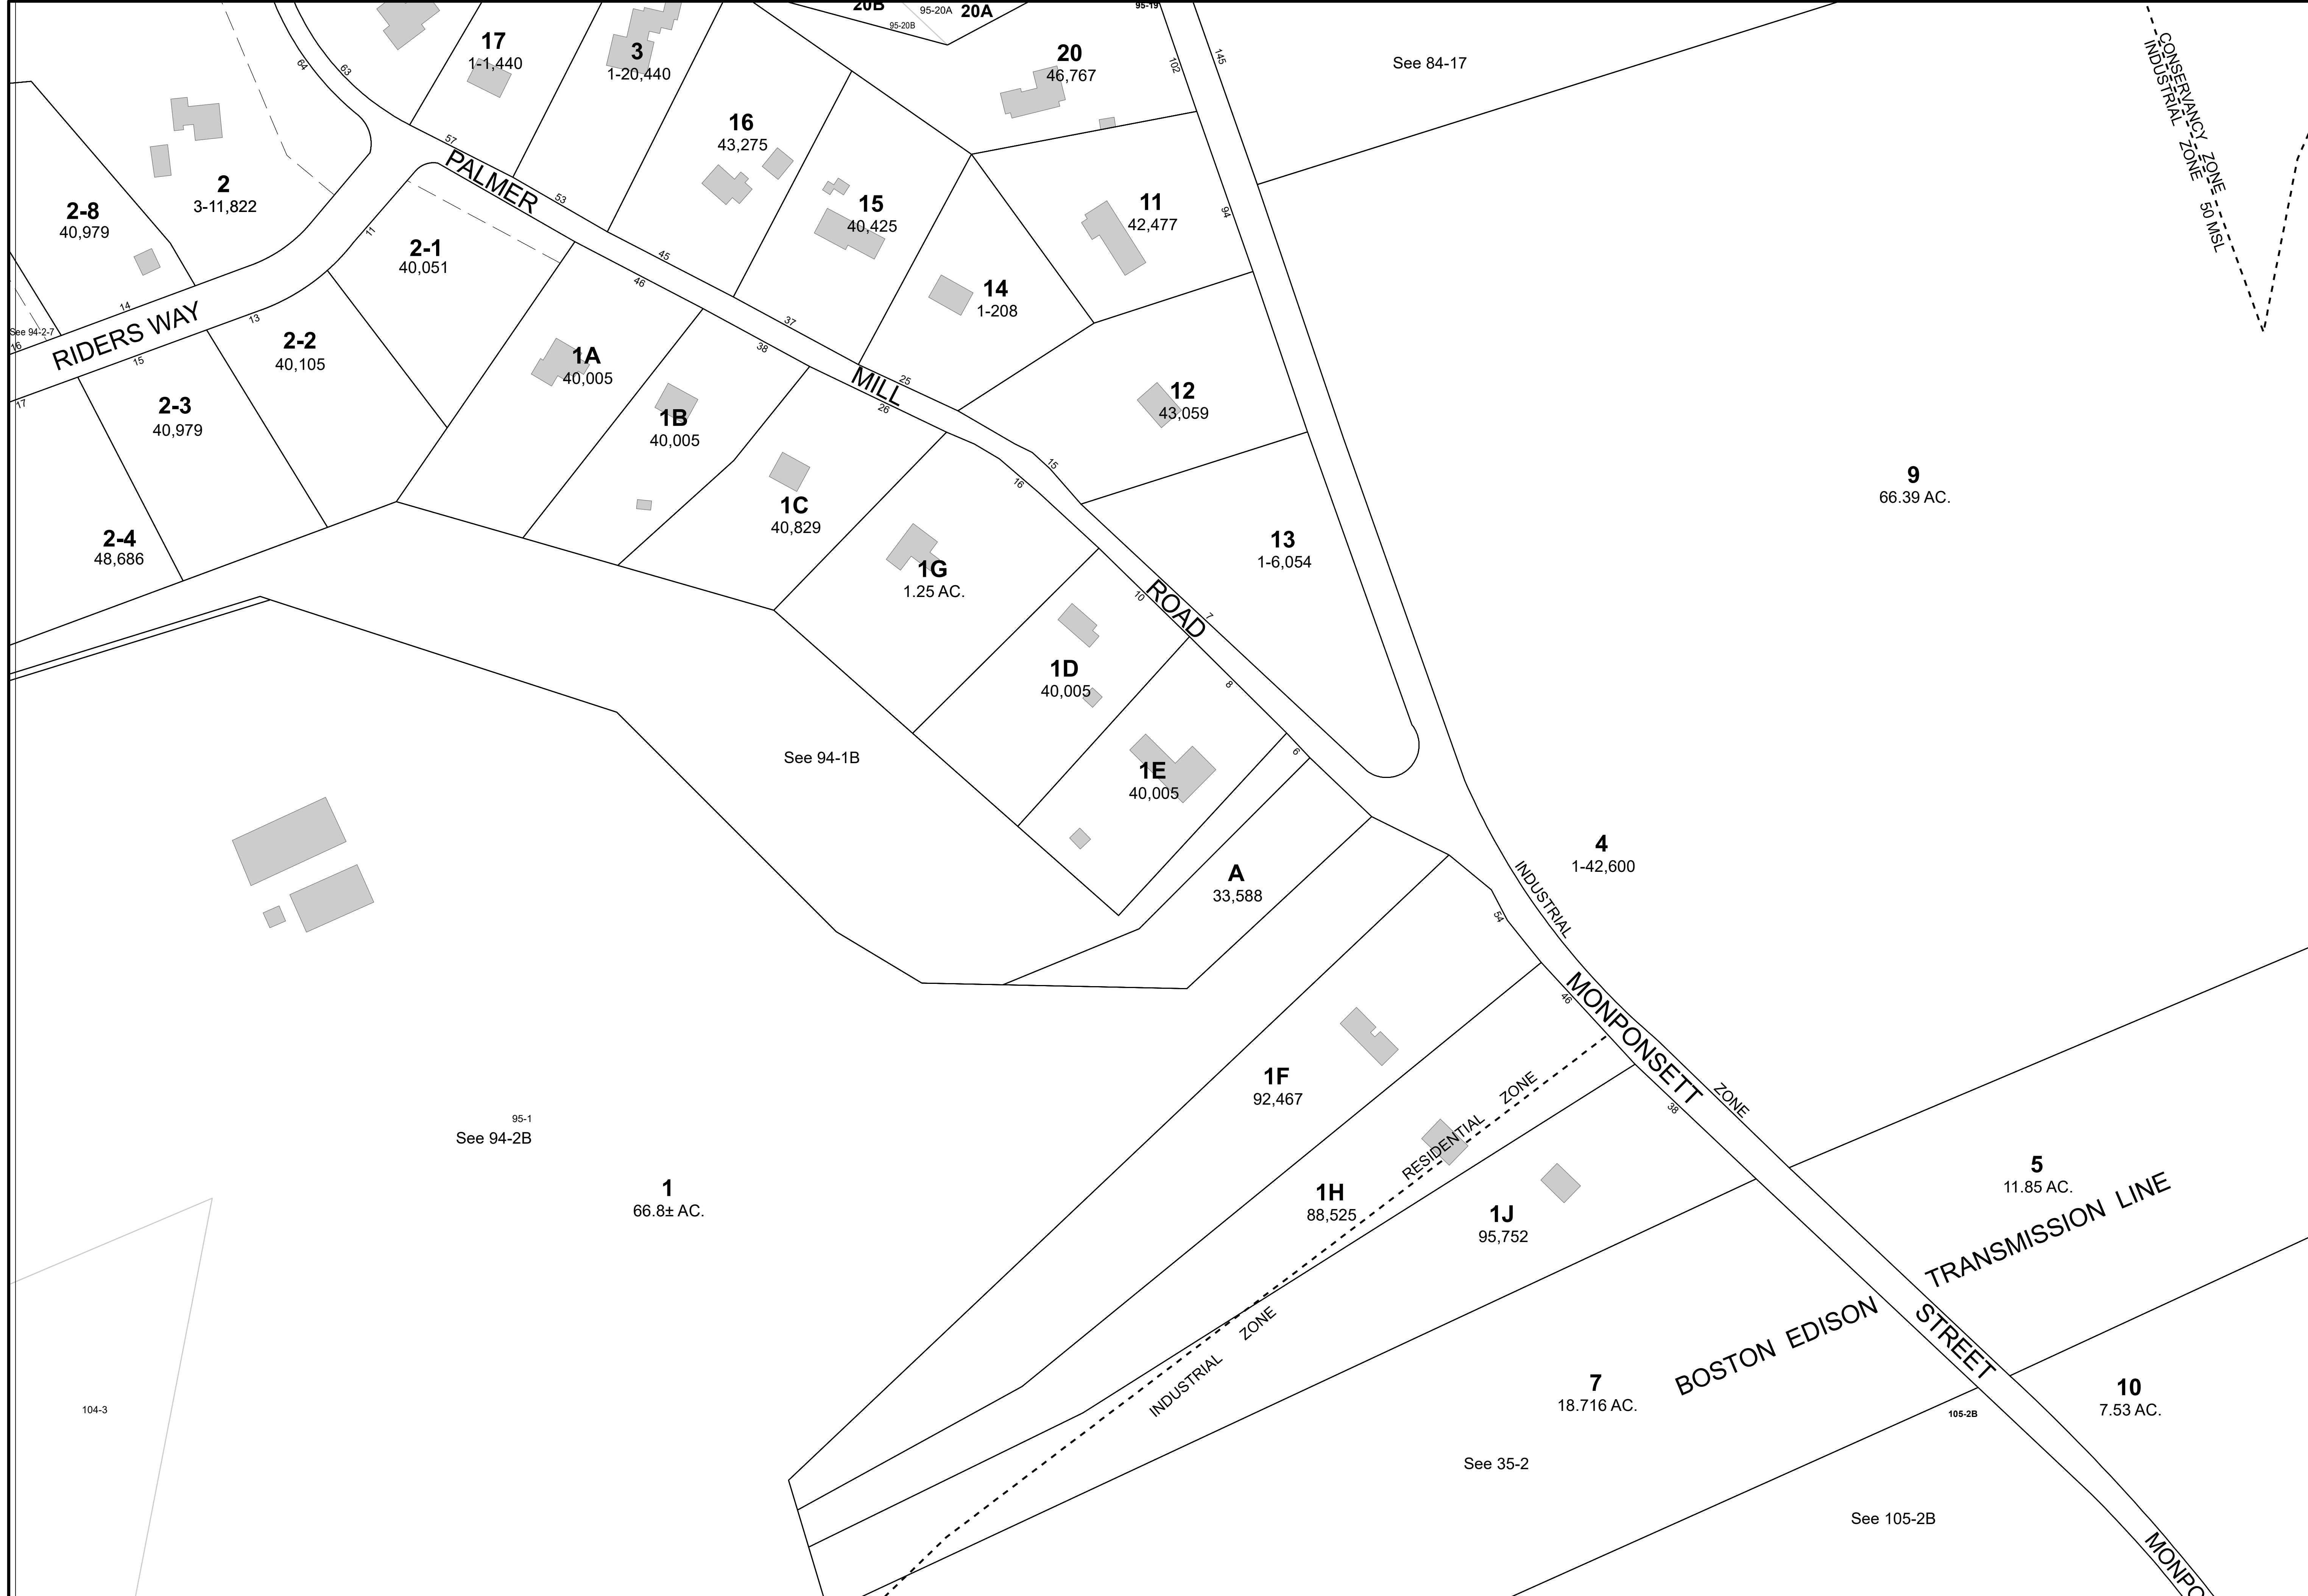 20B
95-20A
20A
95-20B
95-19
17
1-1,440
3
1-20,440
20
46,767
See 84-17
CONSERVANCY ZONE
INDUSTRIAL ZONE 50 MSL
64
63
102
145
16
43,275
57
PALMER
53
2
3-11,822
2-8
40,979
15
40,425
11
42,477
94
11
2-1
40,051
45
46
14
1-208
14
RIDERS WAY
See 94-2-7
16
13
15
17
2-2
40,105
37
38
1A
40,005
MILL
25
26
12
43,059
2-3
40,979
1B
40,005
15
16
9
66.39 AC.
1C
40,829
2-4
48,686
13
1-6,054
1G
1.25 AC.
10
ROAD
7
1D
40,005
8
6
See 94-1B
1E
40,005
A
33,588
4
1-42,600
INDUSTRIAL
54
46
MONPONSETT
ZONE
38
1F
92,467
RESIDENTIAL ZONE
95-1
See 94-2B
1
66.8± AC.
1H
88,525
1J
95,752
5
11.85 AC.
TRANSMISSION LINE
BOSTON EDISON
STREET
INDUSTRIAL ZONE
7
18.716 AC.
10
7.53 AC.
104-3
105-2B
See 35-2
See 105-2B
MONPO